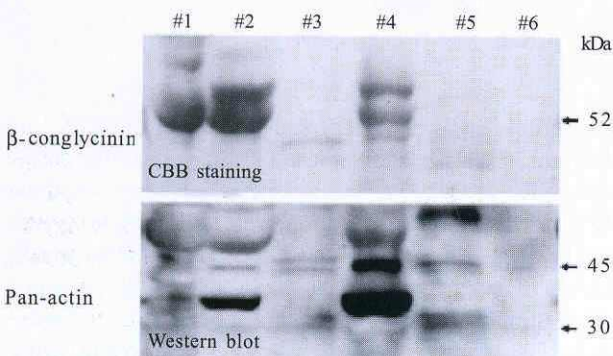 #1 #2 #3 #4 #5 #6
kDa
β-conglycinin
52
CBB staining
45
Pan-actin
30
Western blot